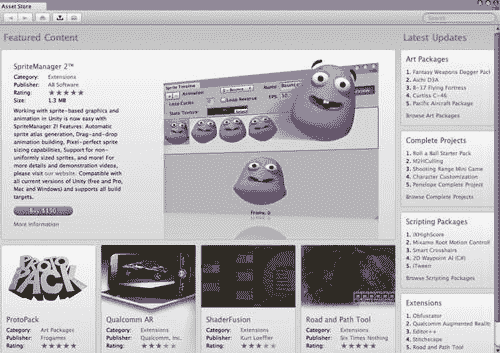 Asset Store
Search
Featured Content
SpriteManager 2™
Category: Extensions
Publisher: AB Software
Rating: ★★★★★
Size: 1.3 MB
Working with sprite-based graphics and
animation in Unity is now easy with
SpriteManager 2! Features: Automatic
sprite atlas generation, Drag-and-drop
animation building, Pixel-perfect sprite
sizing capabilities, Support for non-
uniformly sized sprites, and more! For
more details and demonstration videos,
please visit our website. Compatible with
all current versions of Unity (free and Pro,
Mac and Windows) and supports all build
targets.
Buy $150
More information
Sprite Timeline
Animation
Name
Loop Cycles
Loop Reverse
Static Texture
FPS
Frame: 0
PROTO
PACK
ProtoPack
Category: Art Packages
Publisher: Frogames
Rating:
Qualcomm AR
Category: Extensions
Publisher: Qualcomm, Inc.
Rating:
ShaderFusion
Category: Extensions
Publisher: Kurt Loeffler
Rating:
Road and Path Tool
Category: Extensions
Publisher: Six Times Nothing
Rating:
Latest Updates
Art Packages
1. Fantasy Weapons Dagger Pack
2. Aichi D3A
3. B-17 Flying Fortress
4. Curtiss C-46
5. Pacific Aircraft Package
Browse Art Packages
Complete Projects
1. Roll a Ball Starter Pack
2. M2HCulling
3. Shooting Range Mini Game
4. Character Customization
5. Penelope Complete Project
Browse Complete Projects
Scripting Packages
1. iXHighScore
2. Mixamo Root Motion Controller
3. Smart Crosshairs
4. 2D Waypoint AI (C#)
5. iTween
Browse Scripting Packages
Extensions
1. Obfuscator
2. Qualcomm Augmented Reality
3. Editor++
4. Stitchscape
5. Road and Path Tool